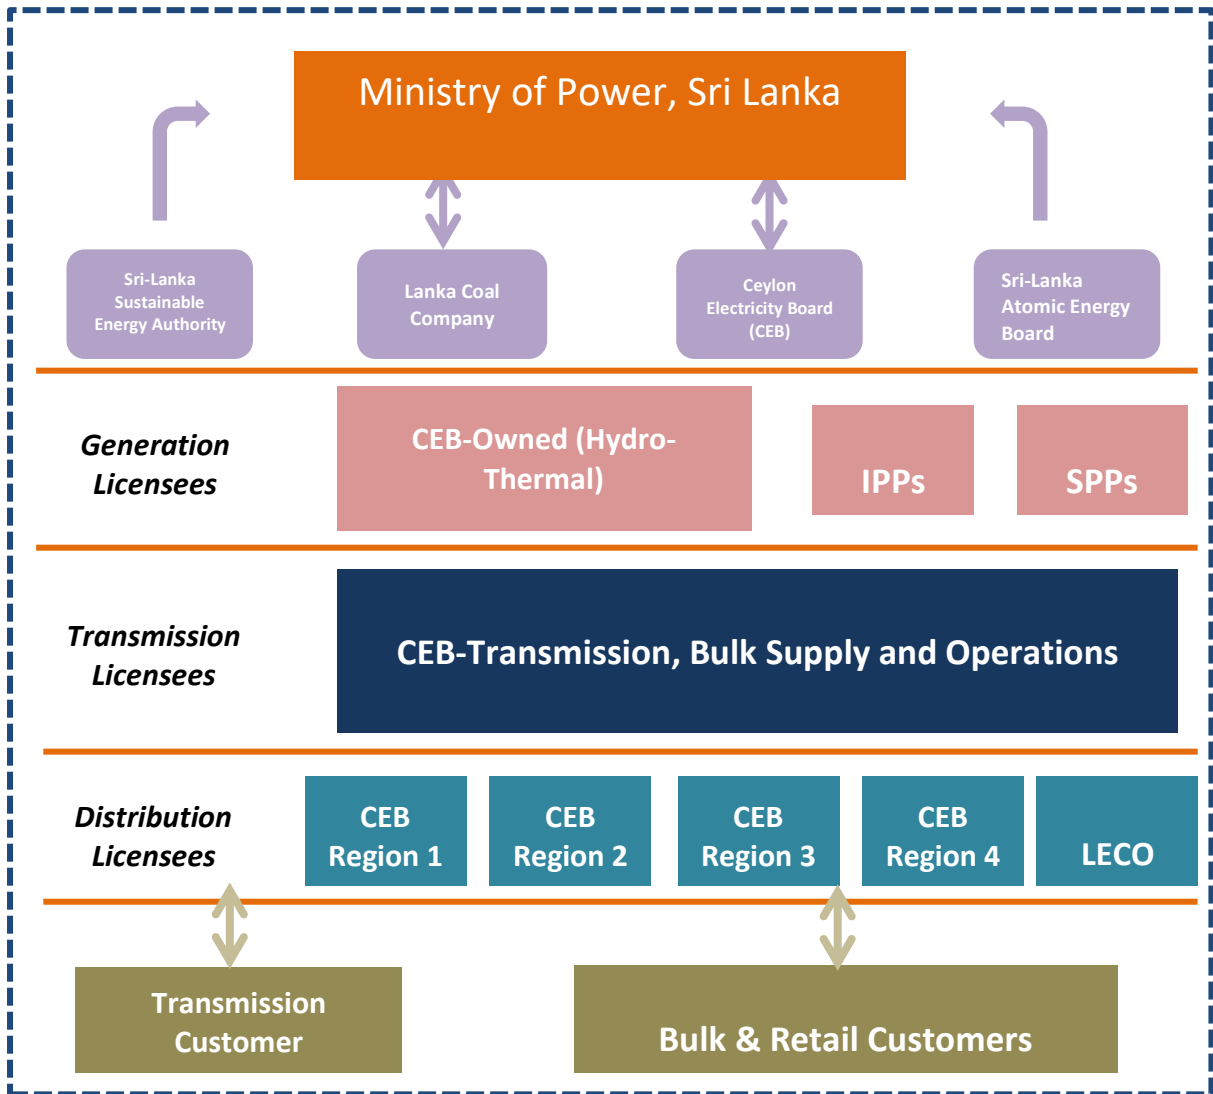 Ministry of Power, Sri Lanka
Sri-Lanka
Sustainable
Energy Authority
Lanka Coal
Company
Ceylon
Electricity Board
(CEB)
Sri-Lanka
Atomic Energy
Board
Generation
Licensees
CEB-Owned (Hydro-
Thermal)
IPPs
SPPs
Transmission
Licensees
CEB-Transmission, Bulk Supply and Operations
Distribution
Licensees
CEB
Region 1
CEB
Region 2
CEB
Region 3
CEB
Region 4
LECO
Transmission
Customer
Bulk & Retail Customers